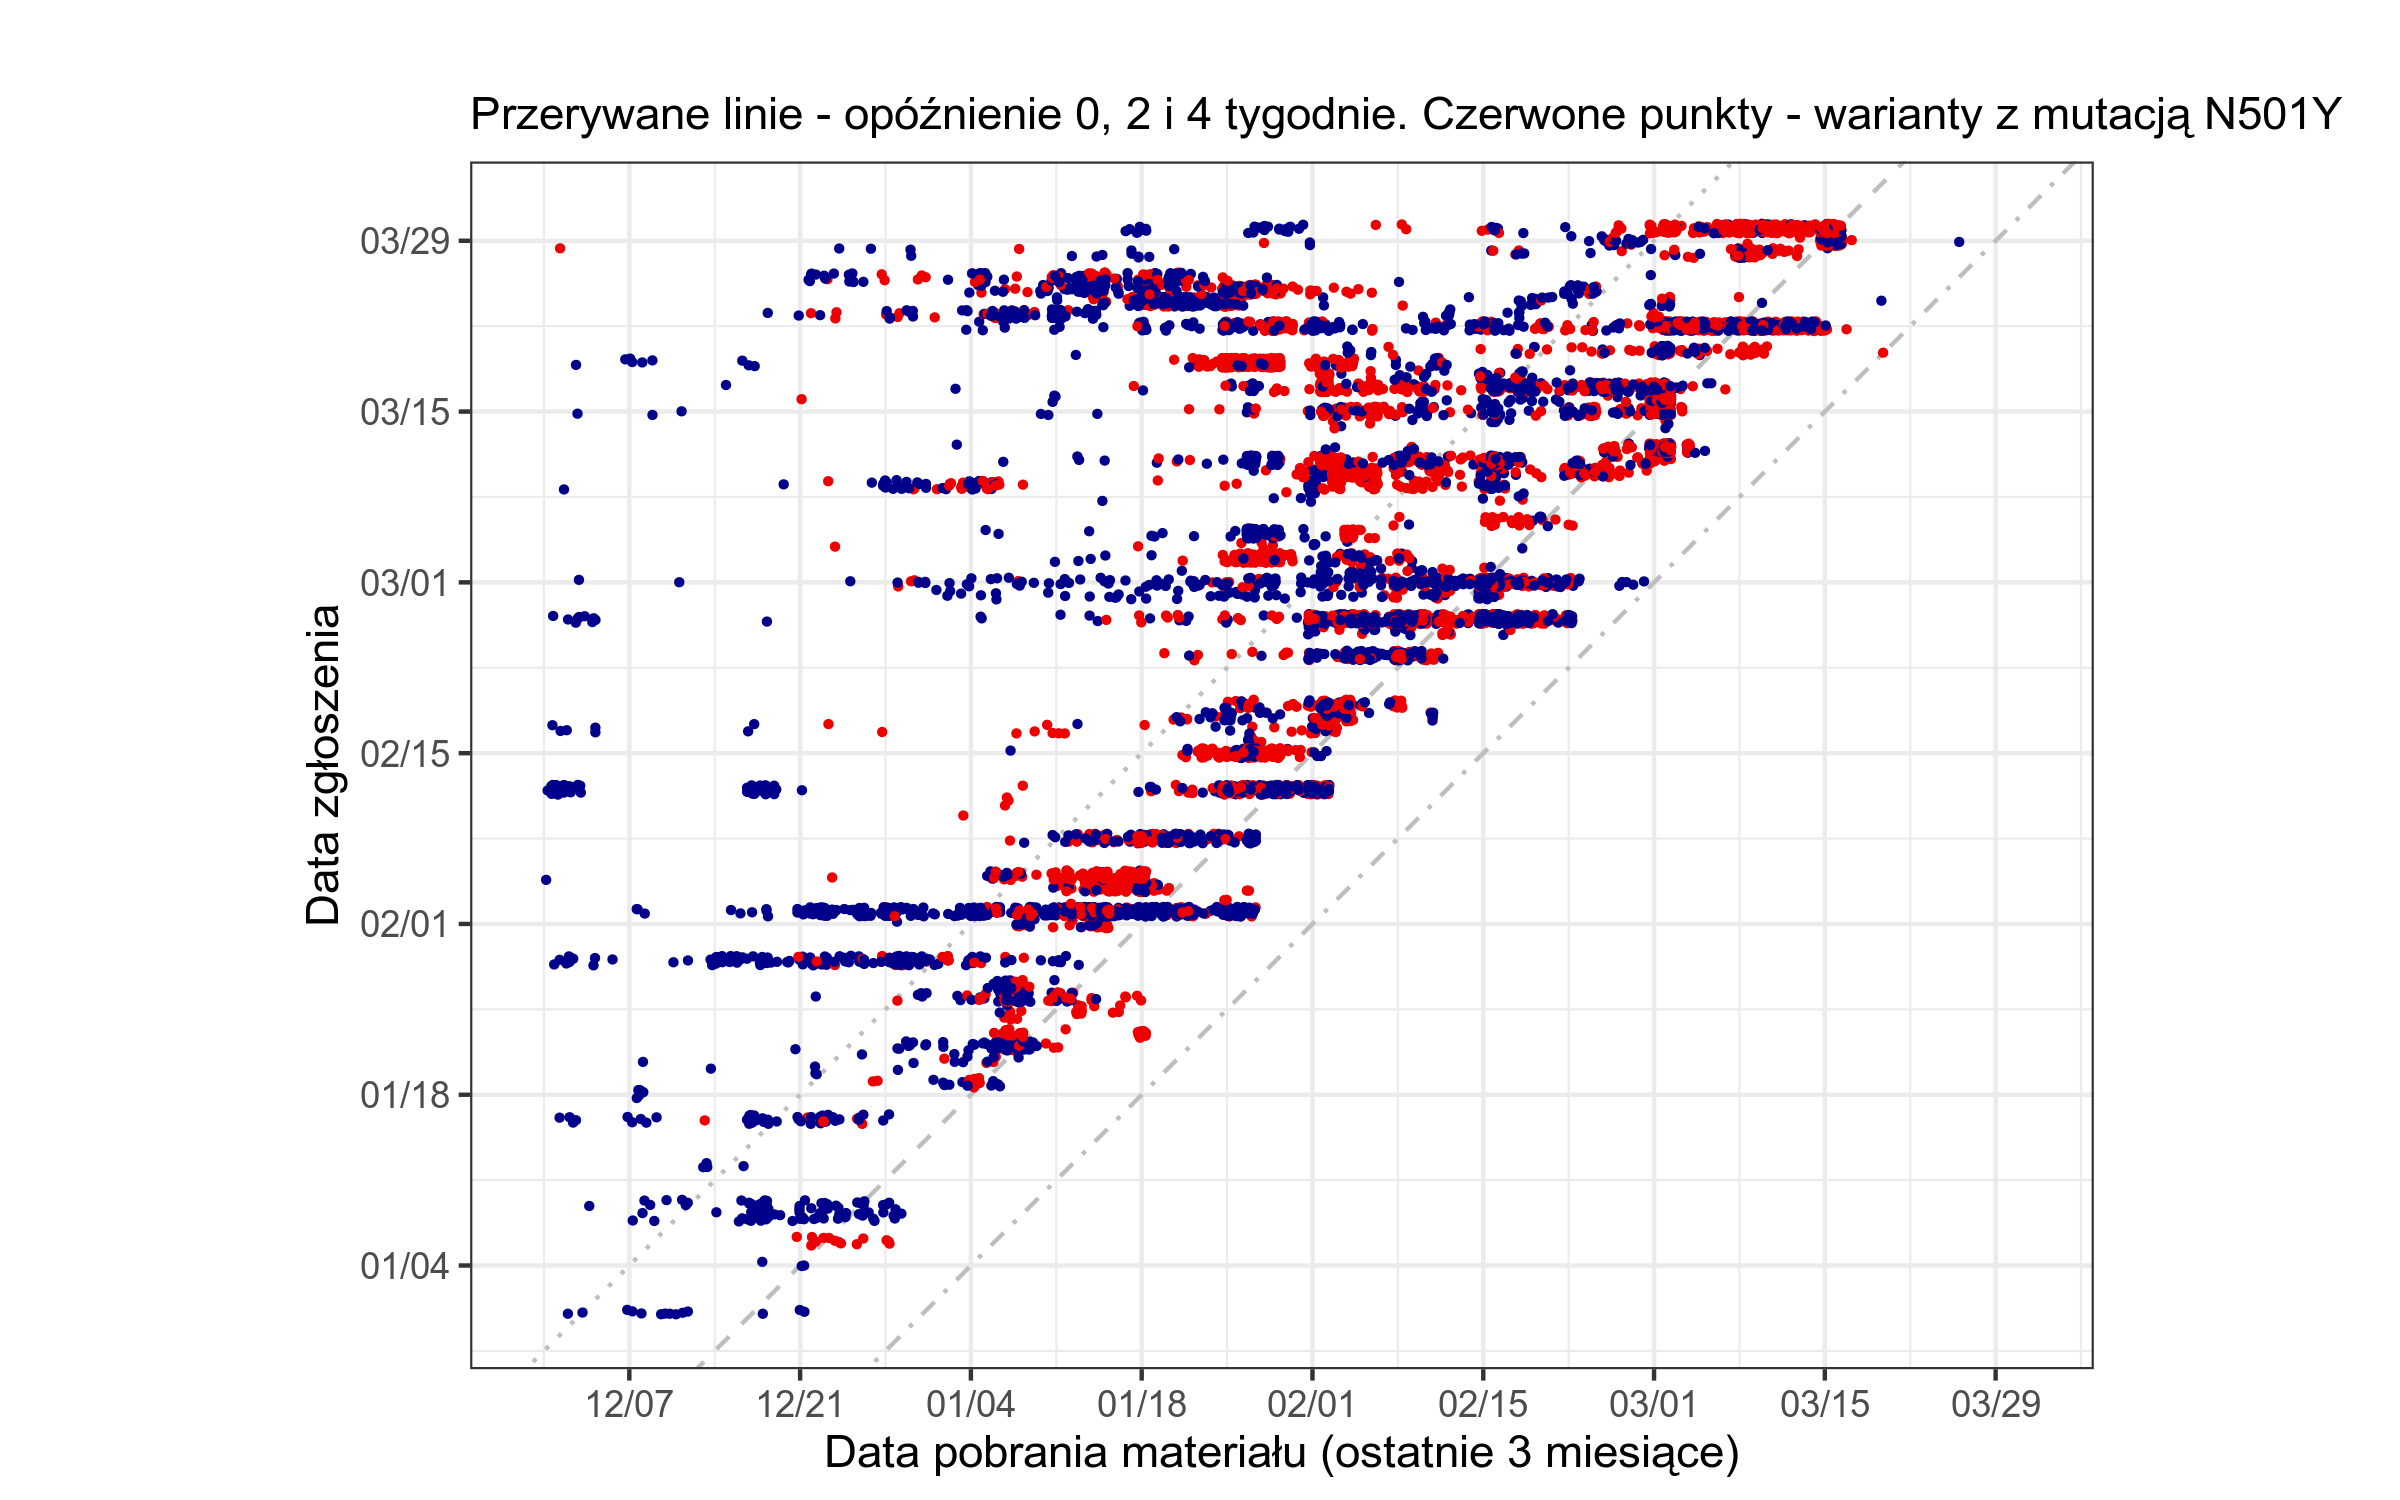 Przerywane linie - opóźnienie 0, 2 i 4 tygodnie. Czerwone punkty - warianty z mutacją N501Y
Data zgłoszenia
03/29
03/15
03/01
02/15
02/01
01/18
01/04
12/07 12/21 01/04 01/18 02/01 02/15 03/01 03/15 03/29
Data pobrania materiału (ostatnie 3 miesiące)